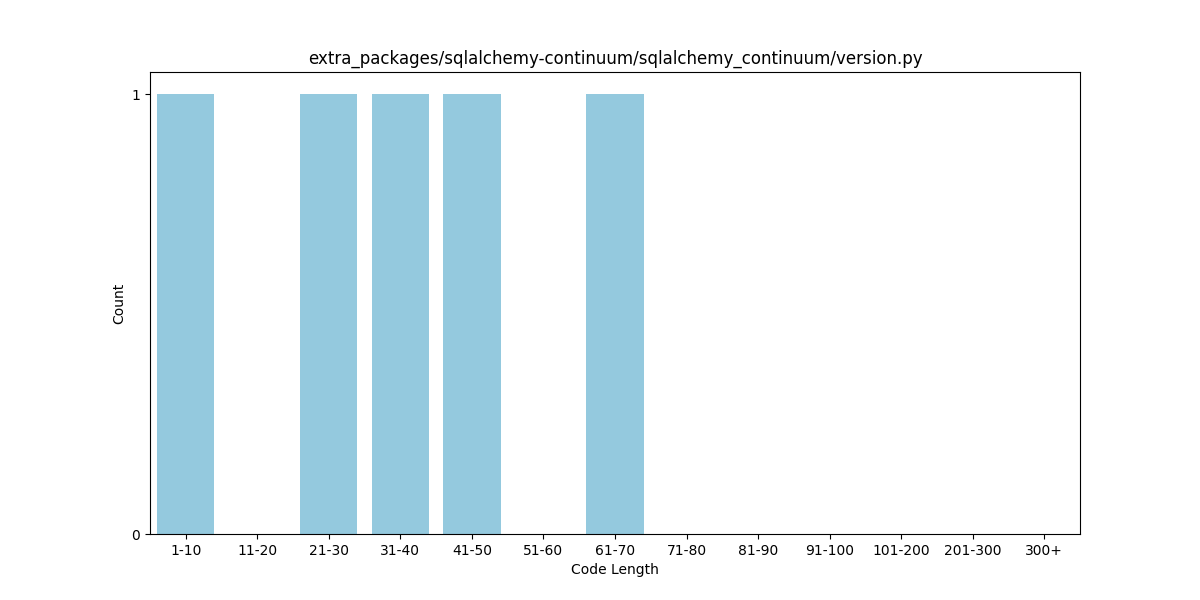 extra_packages/sqlalchemy-continuum/sqlalchemy_continuum/version.py
1
Count
0
1-10 11-20 21-30 31-40 41-50 51-60 61-70 71-80 81-90 91-100 101-200 201-300 300+
Code Length